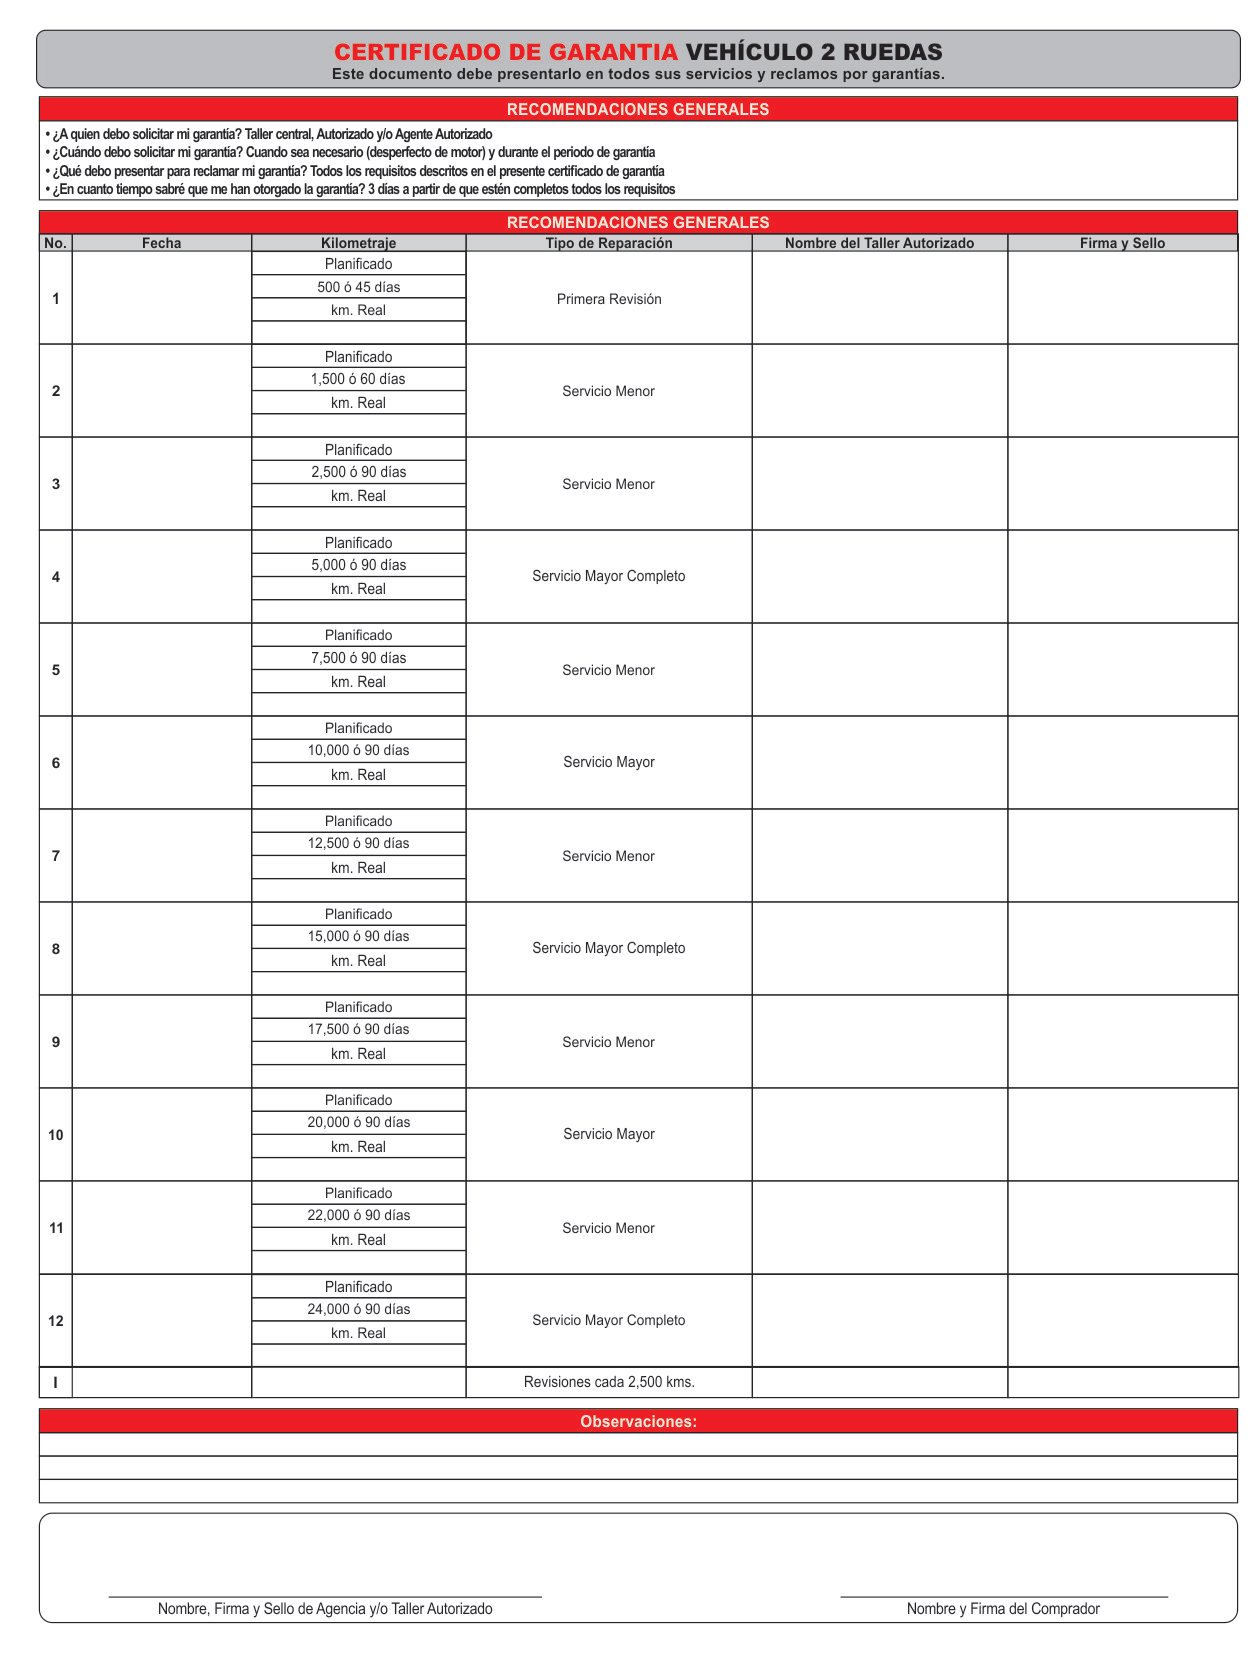 CERTIFICADO DE GARANTIA VEHÍCULO 2 RUEDAS
Este documento debe presentarlo en todos sus servicios y reclamos por garantías.
RECOMENDACIONES GENERALES
• ¿A quien debo solicitar mi garantía? Taller central, Autorizado y/o Agente Autorizado
• ¿Cuándo debo solicitar mi garantía? Cuando sea necesario (desperfecto de motor) y durante el periodo de garantía
• ¿Qué debo presentar para reclamar mi garantía? Todos los requisitos descritos en el presente certificado de garantía
• ¿En cuanto tiempo sabré que me han otorgado la garantía? 3 días a partir de que estén completos todos los requisitos
RECOMENDACIONES GENERALES
No. Fecha Kilometraje Tipo de Reparación Nombre del Taller Autorizado Firma y Sello
1
Planificado
500 ó 45 días
km. Real
Primera Revisión
2
Planificado
1,500 ó 60 días
km. Real
Servicio Menor
3
Planificado
2,500 ó 90 días
km. Real
Servicio Menor
4
Planificado
5,000 ó 90 días
km. Real
Servicio Mayor Completo
5
Planificado
7,500 ó 90 días
km. Real
Servicio Menor
6
Planificado
10,000 ó 90 días
km. Real
Servicio Mayor
7
Planificado
12,500 ó 90 días
km. Real
Servicio Menor
8
Planificado
15,000 ó 90 días
km. Real
Servicio Mayor Completo
9
Planificado
17,500 ó 90 días
km. Real
Servicio Menor
10
Planificado
20,000 ó 90 días
km. Real
Servicio Mayor
11
Planificado
22,000 ó 90 días
km. Real
Servicio Menor
12
Planificado
24,000 ó 90 días
km. Real
Servicio Mayor Completo
I Revisiones cada 2,500 kms.
Observaciones:
Nombre, Firma y Sello de Agencia y/o Taller Autorizado
Nombre y Firma del Comprador